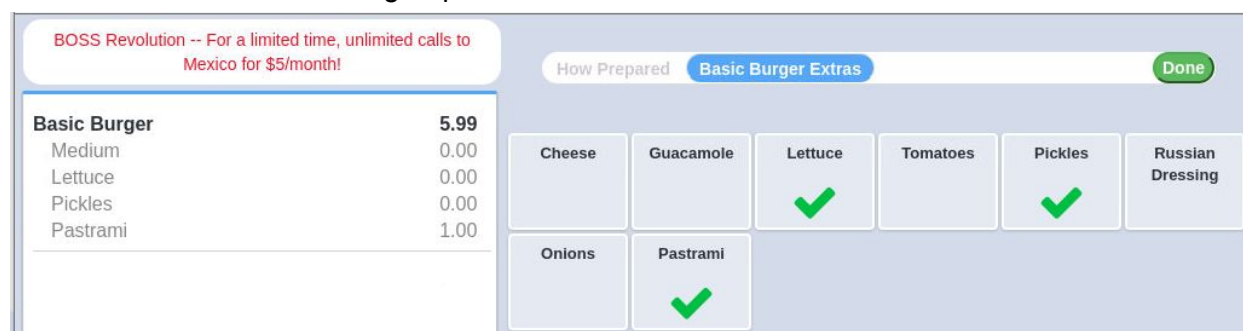 BOSS Revolution -- For a limited time, unlimited calls to
Mexico for $5/month!
How Prepared Basic Burger Extras Done
Basic Burger 5.99
Medium 0.00
Lettuce 0.00
Pickles 0.00
Pastrami 1.00
Cheese Guacamole Lettuce Tomatoes Pickles Russian
Dressing
Onions Pastrami